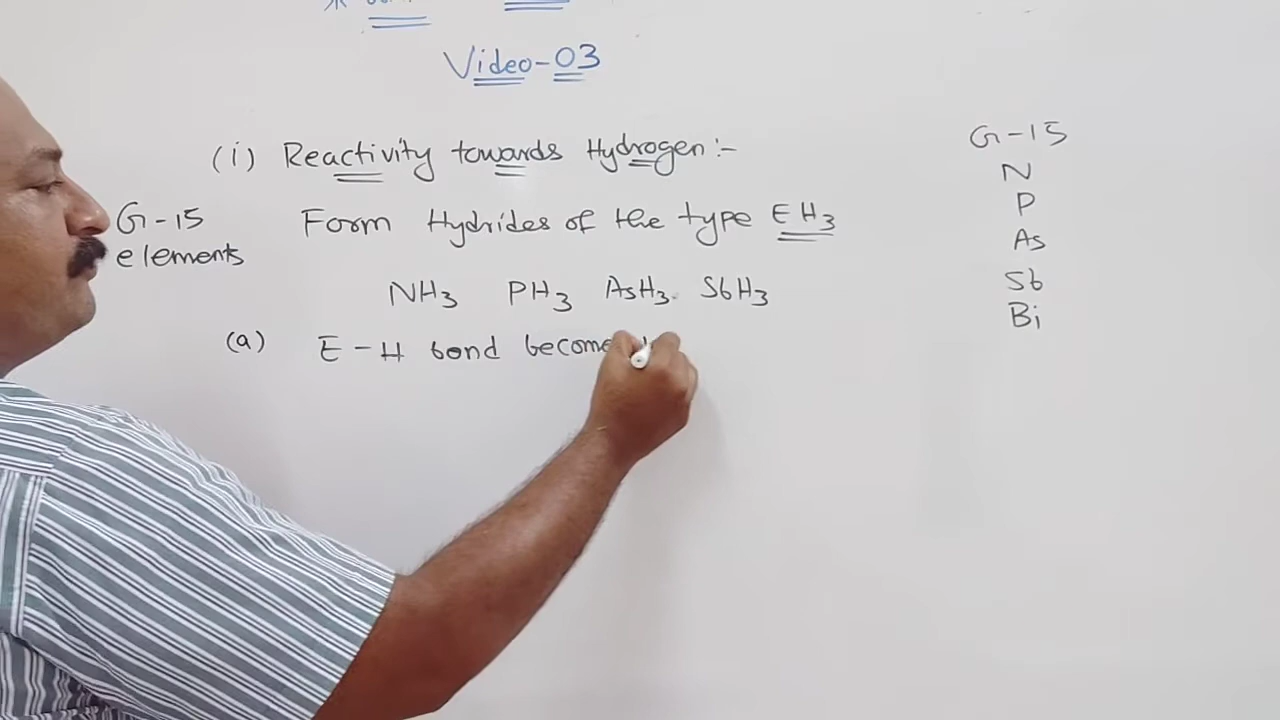 Video-03
(i) Reactivity towards Hydrogen:-
G-15 elements
Form Hydrides of the type EH3
NH3 PH3 AsH3 SbH3
(a) E-H bond become
G-15
N
P
As
Sb
Bi